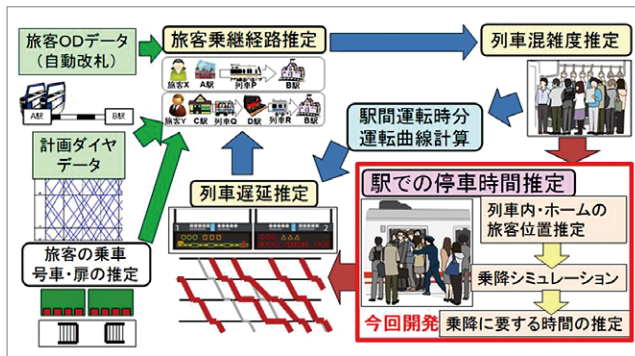 旅客ODデータ
（自動改札）
A駅
B駅
計画ダイヤ
データ
旅客の乗車
号車・扉の推定
旅客乗継経路推定
旅客X
A駅
列車P
B駅
旅客Y
C駅
列車Q
D駅
列車R
B駅
列車混雑度推定
駅間運転時分
運転曲線計算
列車遅延推定
1
2
駅での停車時間推定
列車内・ホームの
旅客位置推定
乗降シミュレーション
今回開発
乗降に要する時間の推定